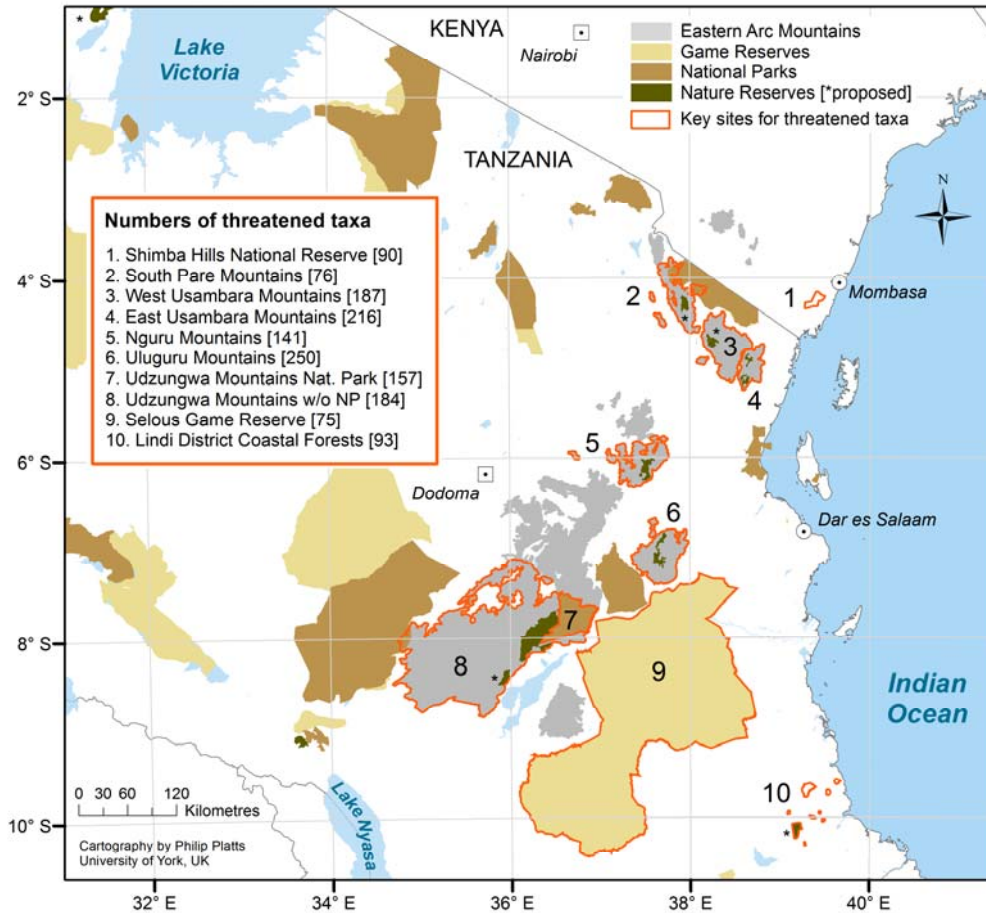 KENYA
Nairobi
Lake
Victoria
Eastern Arc Mountains
Game Reserves
National Parks
Nature Reserves [*proposed]
Key sites for threatened taxa
*
2° S
TANZANIA
N
Numbers of threatened taxa
1. Shimba Hills National Reserve [90]
2. South Pare Mountains [76]
3. West Usambara Mountains [187]
4. East Usambara Mountains [216]
5. Nguru Mountains [141]
6. Uluguru Mountains [250]
7. Udzungwa Mountains Nat. Park [157]
8. Udzungwa Mountains w/o NP [184]
9. Selous Game Reserve [75]
10. Lindi District Coastal Forests [93]
4° S
2
*
1
Mombasa
*
3
4
5
6° S
Dodoma
6
Dar es Salaam
7
8° S
8
*
9
Indian
Ocean
10
*
0 30 60 120
Kilometres
Lake Nyasa
10° S
Cartography by Philip Platts
University of York, UK
32° E
34° E
36° E
38° E
40° E